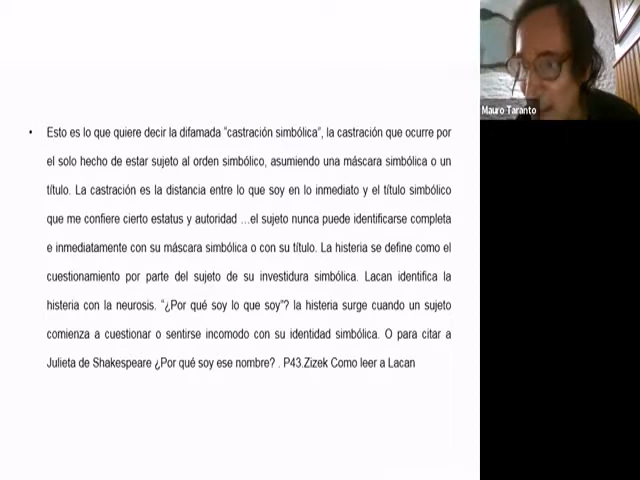 • Esto es lo que quiere decir la difamada "castración simbólica", la castración que ocurre por
el solo hecho de estar sujeto al orden simbólico, asumiendo una máscara simbólica o un
título. La castración es la distancia entre lo que soy en lo inmediato y el título simbólico
que me confiere cierto estatus y autoridad ...el sujeto nunca puede identificarse completa
e inmediatamente con su máscara simbólica o con su título. La histeria se define como el
cuestionamiento por parte del sujeto de su investidura simbólica. Lacan identifica la
histeria con la neurosis. "¿Por qué soy lo que soy"? la histeria surge cuando un sujeto
comienza a cuestionar o sentirse incomodo con su identidad simbólica. O para citar a
Julieta de Shakespeare ¿Por qué soy ese nombre? . P43.Zizek Como leer a Lacan
Mauro Taranto